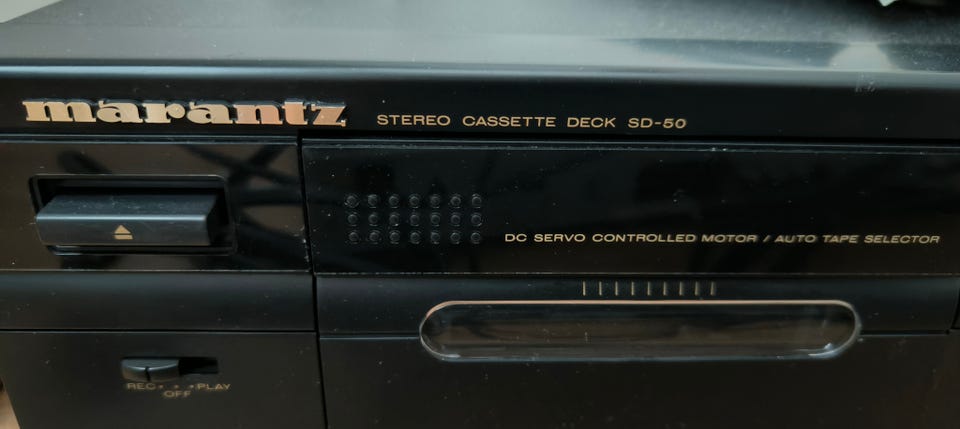 marantz STEREO CASSETTE DECK SD-50
DC SERVO CONTROLLED MOTOR / AUTO TAPE SELECTOR
REC • • • PLAY
OFF